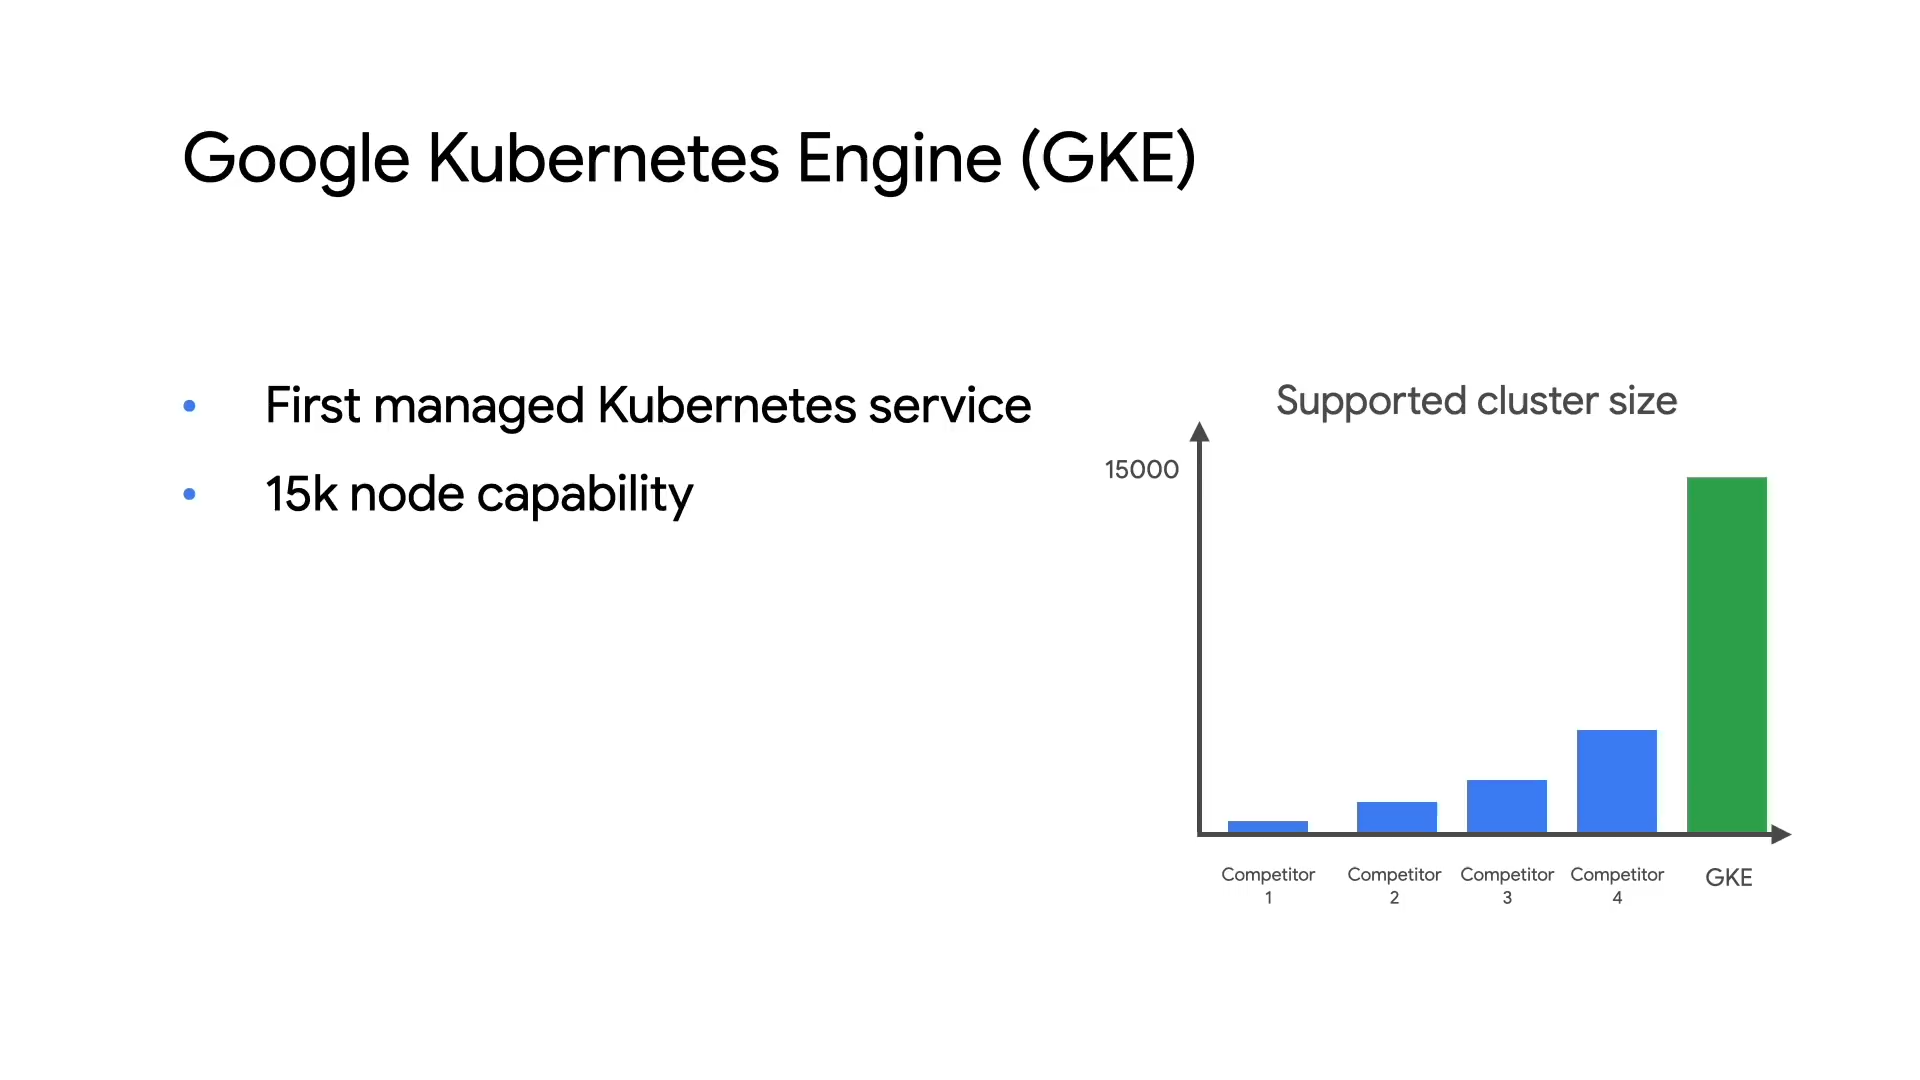 Google Kubernetes Engine (GKE)
First managed Kubernetes service
15k node capability
Supported cluster size
15000
Competitor 1
Competitor 2
Competitor 3
Competitor 4
GKE